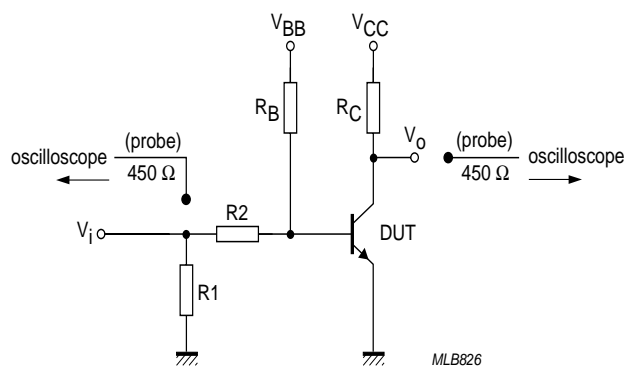 VBB
VCC
RB
RC
Vo
(probe)
450 Ω
oscilloscope
(probe)
450 Ω
oscilloscope
Vi
R2
DUT
R1
MLB826